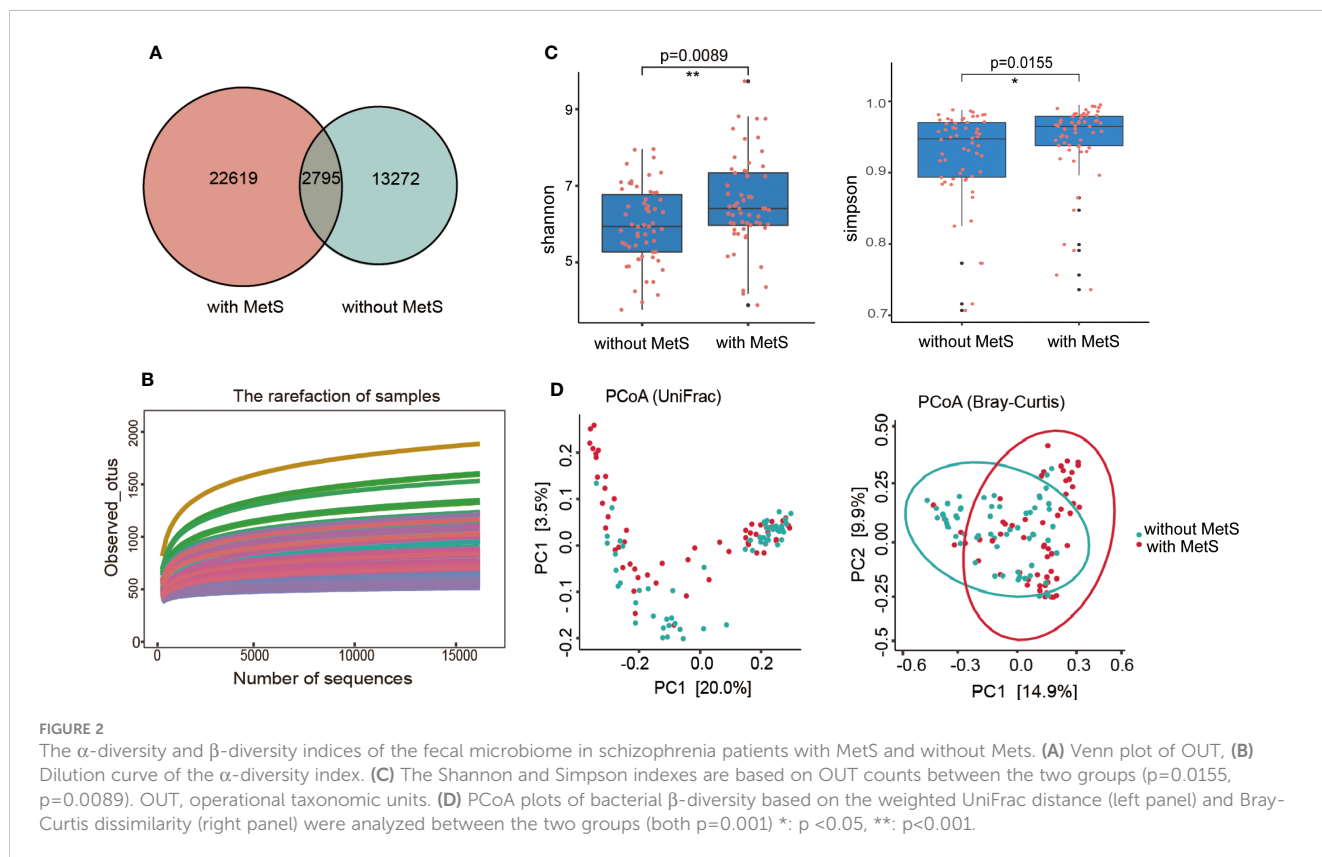 A
22619
2795
13272
with MetS
without MetS
B
The rarefaction of samples
Observed_otus
2000
1500
1000
500
0
0
5000
10000
15000
Number of sequences
C
p=0.0089
**
shannon
9
7
5
without MetS
with MetS
p=0.0155
*
simpson
1.0
0.9
0.8
0.7
without MetS
with MetS
D
PCoA (UniFrac)
PC1 [3.5%]
0.2
0.1
0.0
- 0.1
-0.2
-0.2
0.0
0.2
PC1 [20.0%]
PCoA (Bray-Curtis)
PC2 [9.9%]
0.50
0.25
0.00
-0.25
-0.5
-0.6
-0.3
0.0
0.3
0.6
PC1 [14.9%]
without MetS
with MetS
FIGURE 2
The α-diversity and β-diversity indices of the fecal microbiome in schizophrenia patients with MetS and without Mets. (A) Venn plot of OUT, (B)
Dilution curve of the α-diversity index. (C) The Shannon and Simpson indexes are based on OUT counts between the two groups (p=0.0155,
p=0.0089). OUT, operational taxonomic units. (D) PCoA plots of bacterial β-diversity based on the weighted UniFrac distance (left panel) and Bray-
Curtis dissimilarity (right panel) were analyzed between the two groups (both p=0.001) *: p <0.05, **: p<0.001.